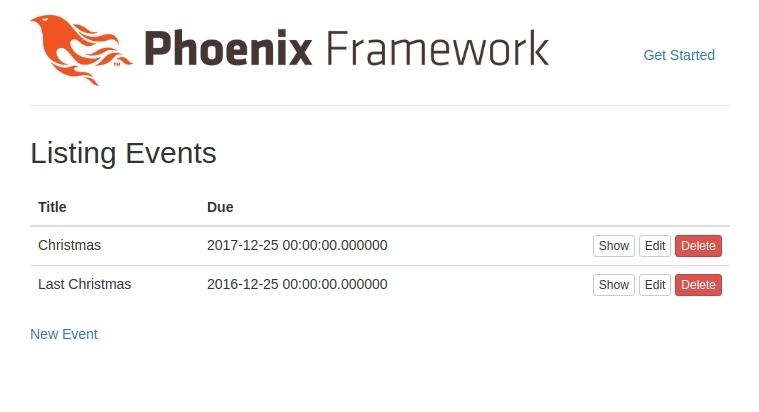 Phoenix Framework
TM
Get Started
Listing Events
Title Due
Christmas 2017-12-25 00:00:00.000000 Show Edit Delete
Last Christmas 2016-12-25 00:00:00.000000 Show Edit Delete
New Event